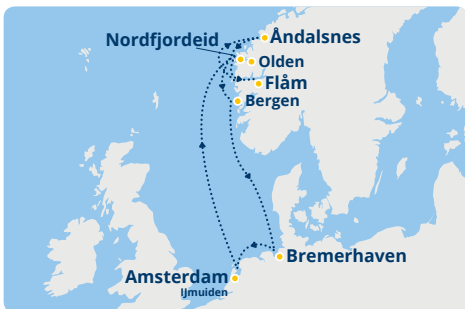 Åndalsnes
Nordfjordeid
Olden
Flåm
Bergen
Bremerhaven
Amsterdam
IJmuiden